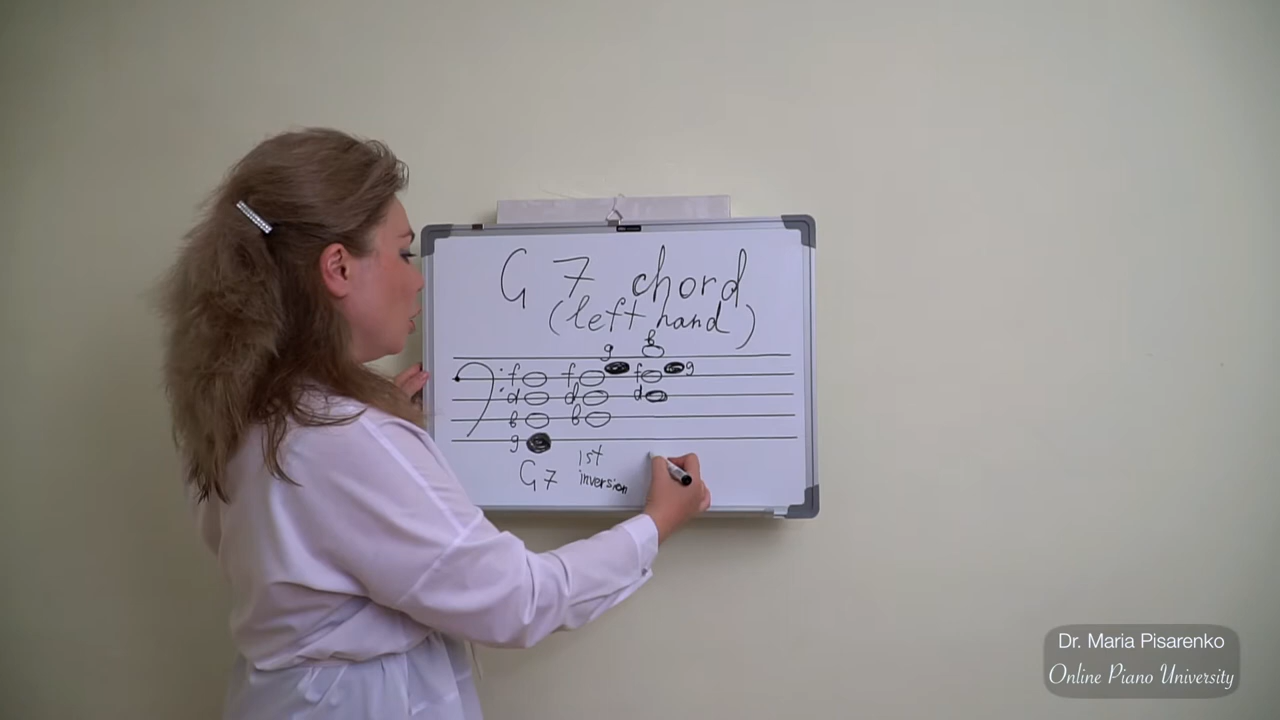 G 7 chord
(left hand)
g b
f f f g
d d d
b b
g
G7 1st
inversion
Dr. Maria Pisarenko
Online Piano University